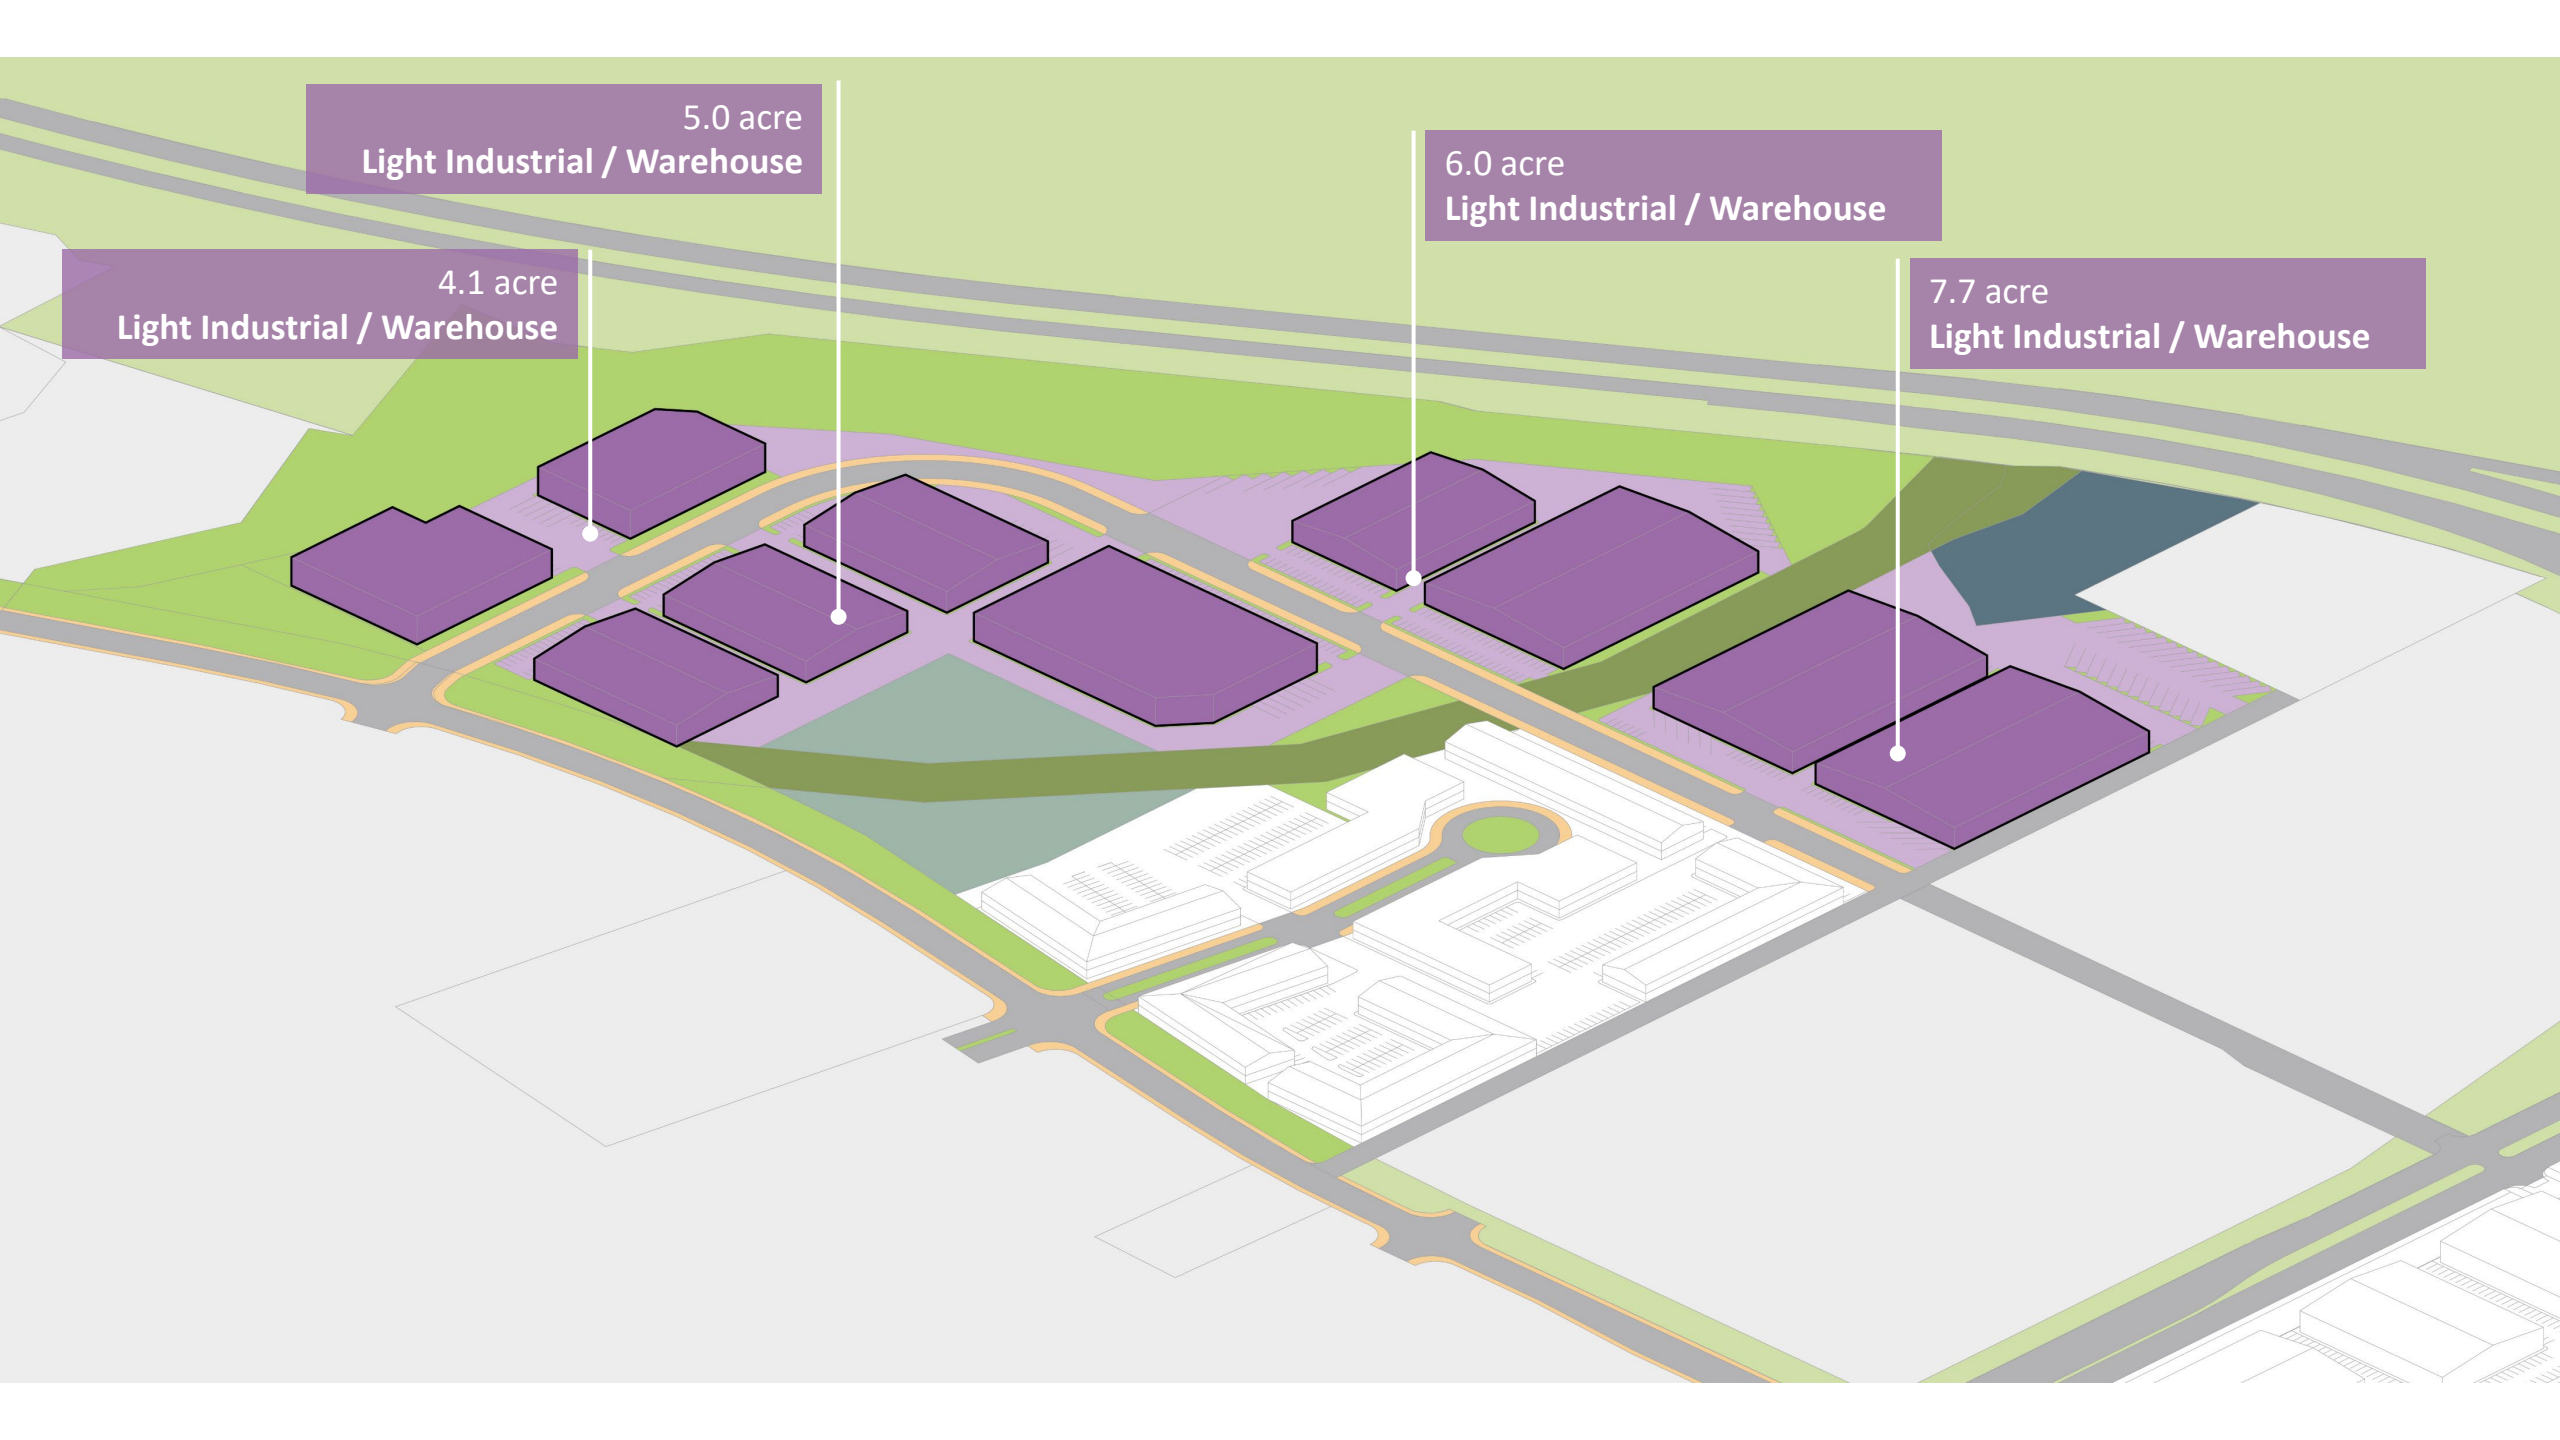 5.0 acre
Light Industrial / Warehouse
6.0 acre
Light Industrial / Warehouse
4.1 acre
Light Industrial / Warehouse
7.7 acre
Light Industrial / Warehouse